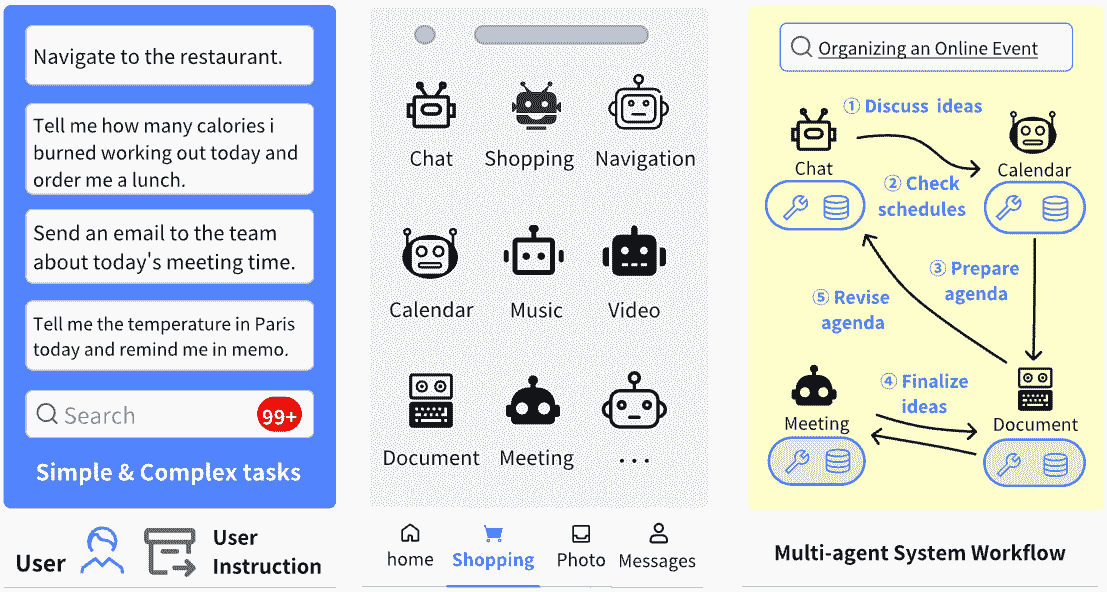 Navigate to the restaurant.
Tell me how many calories i
burned working out today and
order me a lunch.
Send an email to the team
about today's meeting time.
Tell me the temperature in Paris
today and remind me in memo.
Search
99+
Simple & Complex tasks
User
User
Instruction
Chat
Shopping
Navigation
Calendar
Music
Video
Document
Meeting
...
home
Shopping
Photo
Messages
Organizing an Online Event
① Discuss ideas
Chat
Calendar
② Check
schedules
③ Prepare
agenda
⑤ Revise
agenda
④ Finalize
ideas
Meeting
Document
Multi-agent System Workflow